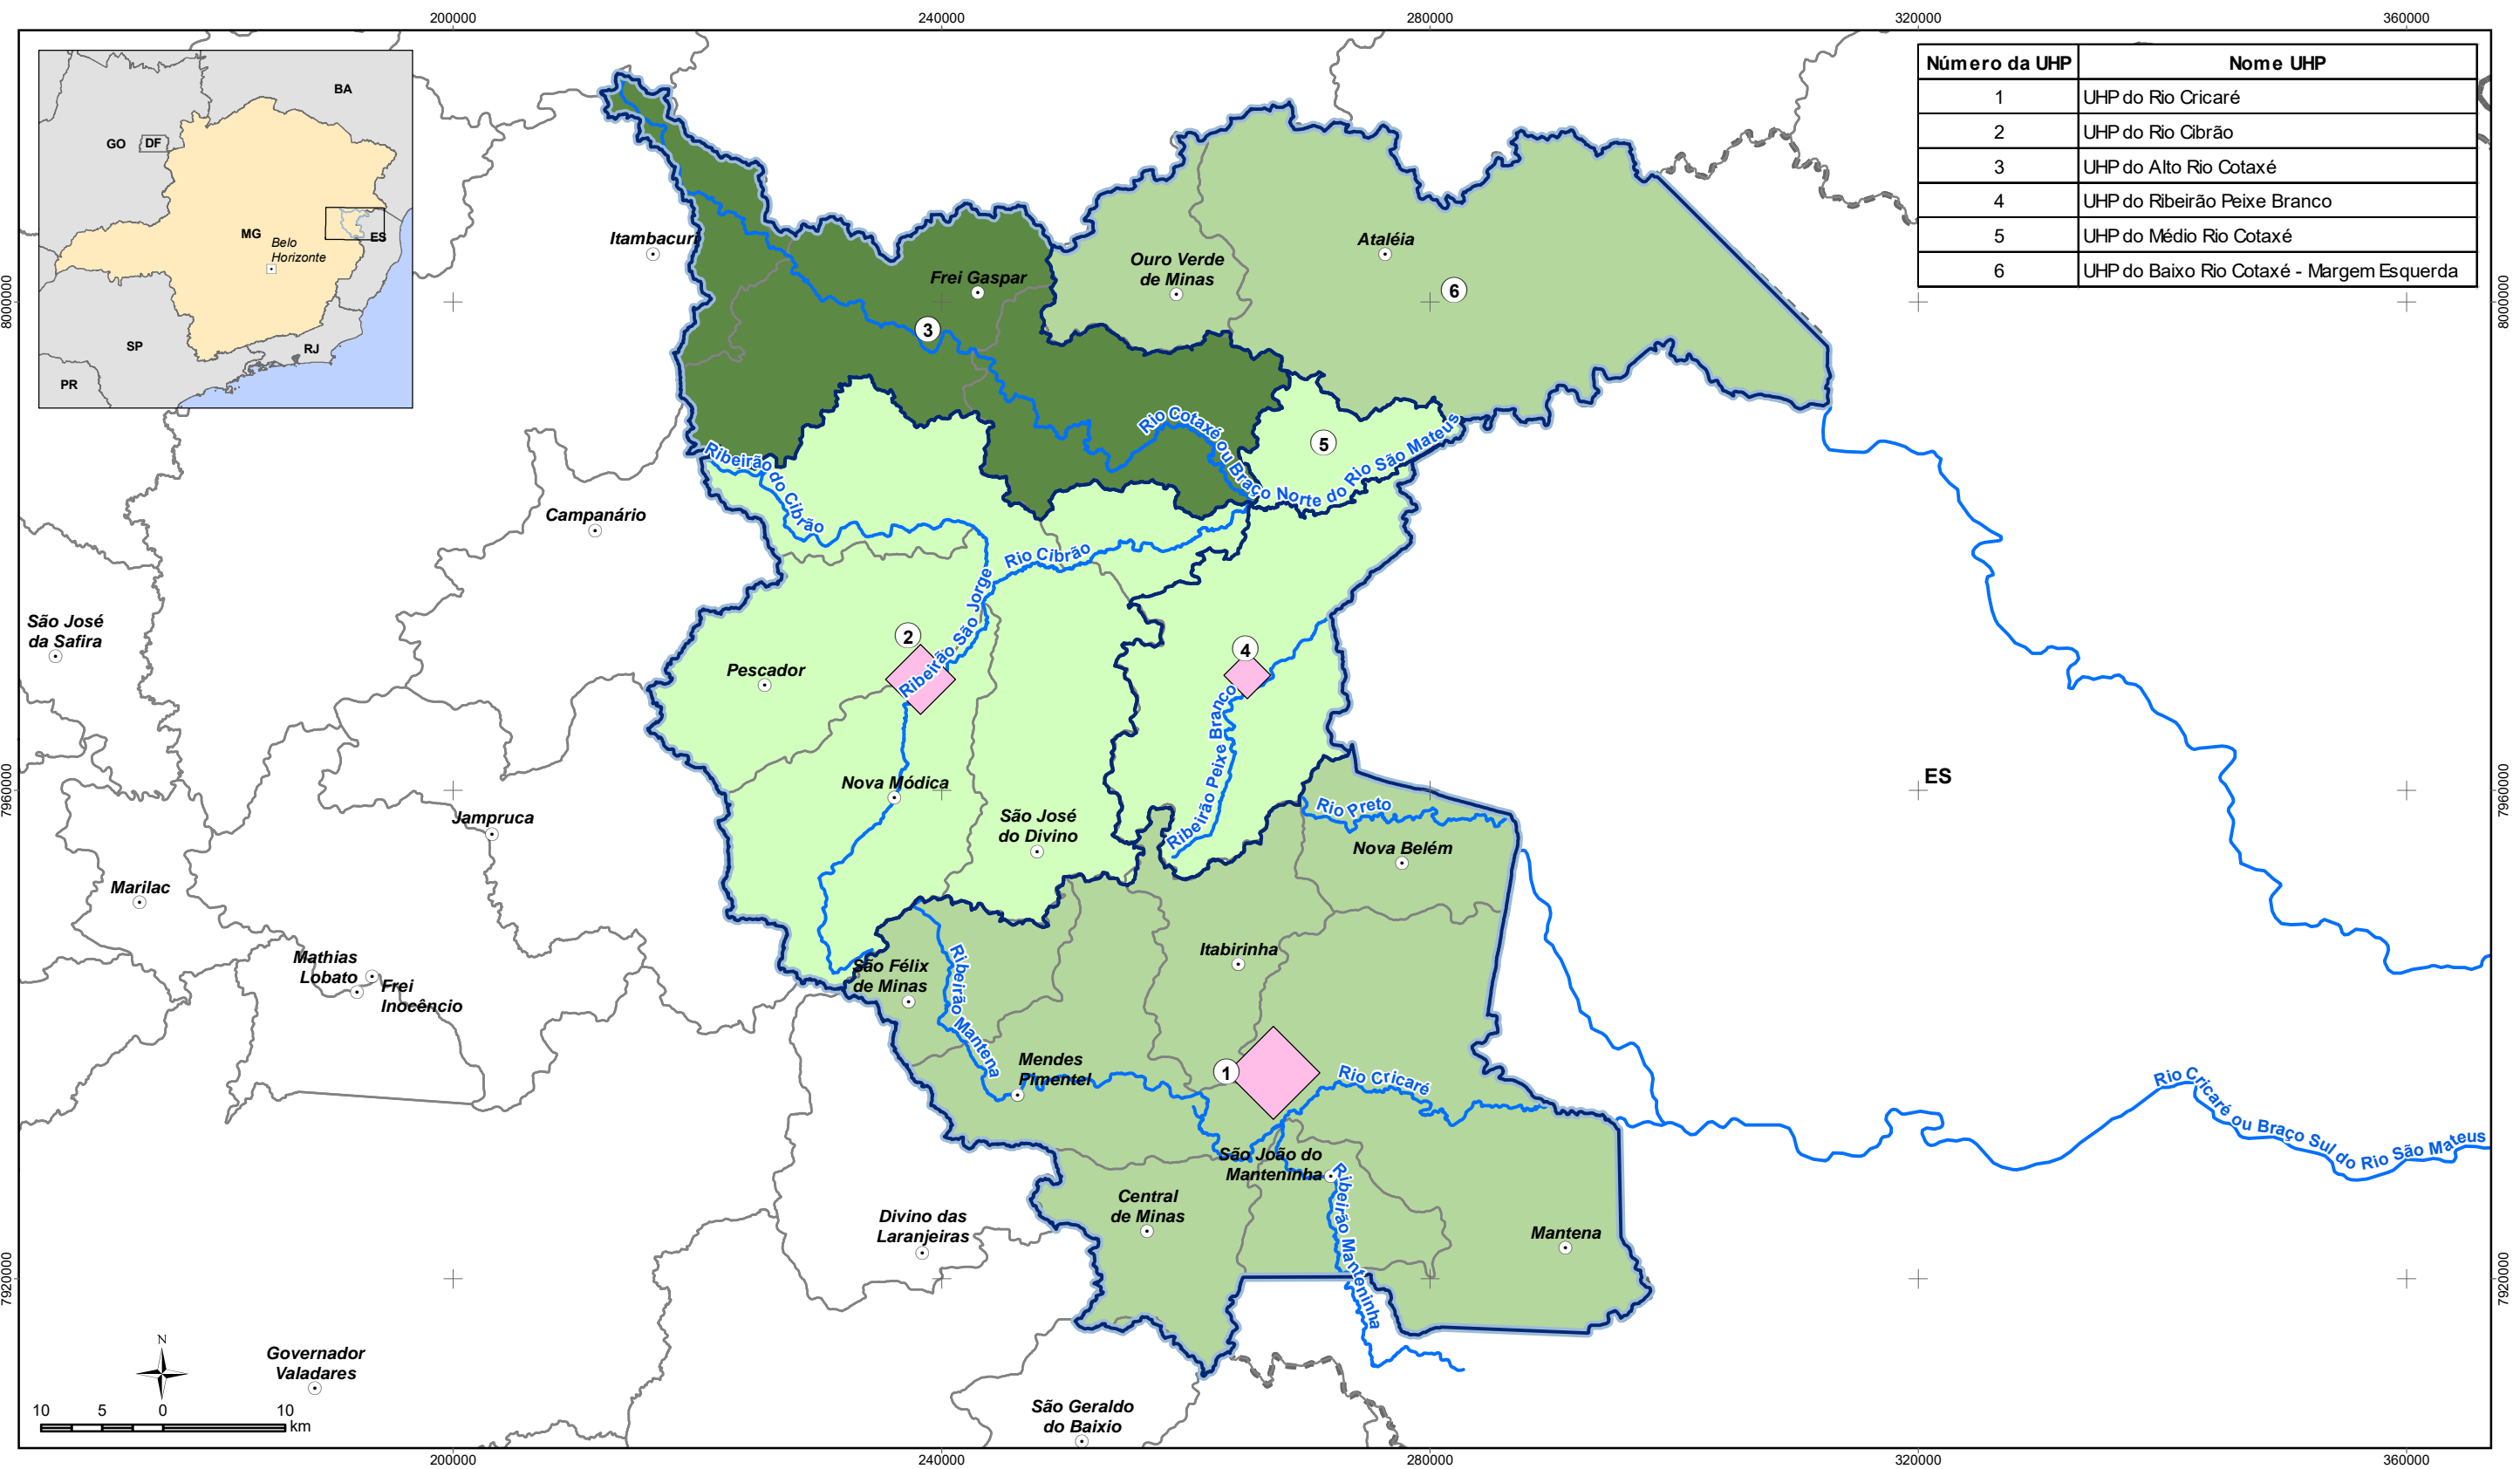 200000
240000
280000
320000
360000
Número da UHP
Nome UHP
1
UHP do Rio Cricaré
2
UHP do Rio Cibrão
3
UHP do Alto Rio Cotaxé
4
UHP do Ribeirão Peixe Branco
5
UHP do Médio Rio Cotaxé
6
UHP do Baixo Rio Cotaxé - Margem Esquerda
BA
GO
DF
MG
Belo
Horizonte
ES
SP
RJ
PR
8000000
8000000
7960000
7960000
7920000
7920000
Itambacuri
Frei Gaspar
Ouro Verde
de Minas
Ataléia
6
3
5
Rio Cotaxé ou Braço Norte do Rio São Mateus
Ribeirão do Cibrão
Campanário
Rio Cibrão
Ribeirão São Jorge
São José
da Safira
2
4
Pescador
Ribeirão Peixe Branco
Nova Módica
São José
do Divino
Rio Preto
Nova Belém
ES
Jampruca
Marilac
Mathias
Lobato
Frei
Inocêncio
São Félix
de Minas
Ribeirão Mantena
Itabirinha
Mendes
Pimentel
1
Rio Cricaré
Rio Cricaré ou Braço Sul do Rio São Mateus
São João do
Manteninha
Ribeirão Manteninha
Central
de Minas
Divino das
Laranjeiras
Mantena
N
Governador
Valadares
São Geraldo
do Baixio
10
5
0
10
km
200000
240000
280000
320000
360000